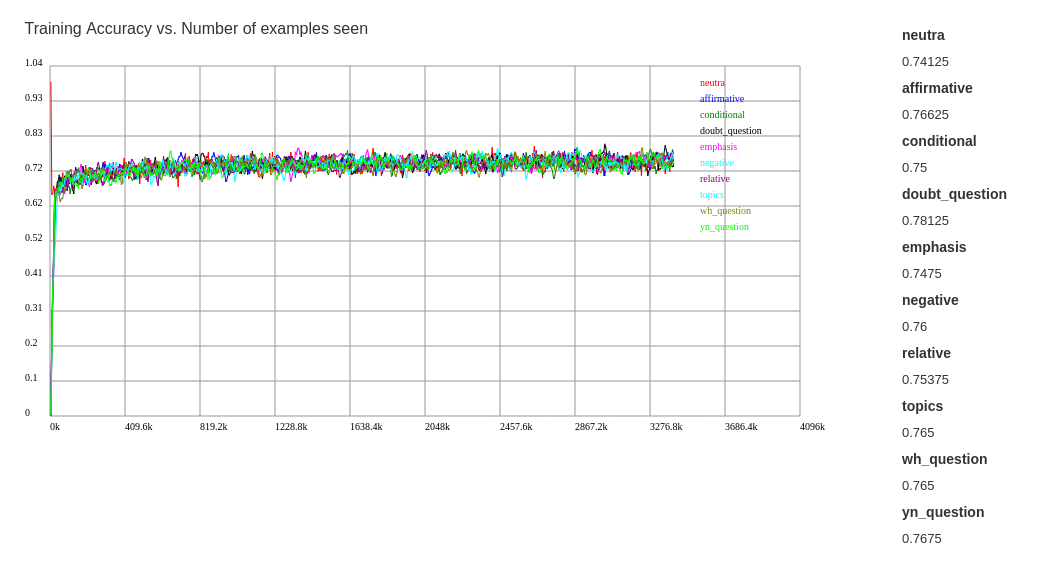 Training Accuracy vs. Number of examples seen
1.04
0.93
0.83
0.72
0.62
0.52
0.41
0.31
0.2
0.1
0
0k 409.6k 819.2k 1228.8k 1638.4k 2048k 2457.6k 2867.2k 3276.8k 3686.4k 4096k
neutra
affirmative
conditional
doubt_question
emphasis
negative
relative
topics
wh_question
yn_question
neutra
0.74125
affirmative
0.76625
conditional
0.75
doubt_question
0.78125
emphasis
0.7475
negative
0.76
relative
0.75375
topics
0.765
wh_question
0.765
yn_question
0.7675